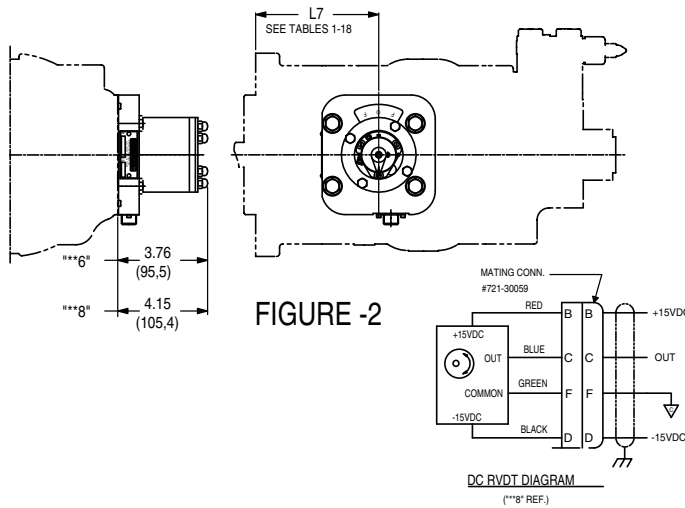 L7
SEE TABLES 1-18
F O F
"**6"
3.76
(95,5)
"**8"
4.15
(105,4)
FIGURE -2
MATING CONN.
#721-30059
RED
B B
+15VDC
+15VDC
OUT
BLUE
C C
OUT
COMMON
GREEN
F F
C
-15VDC
BLACK
D D
-15VDC
DC RVDT DIAGRAM
("**8" REF.)